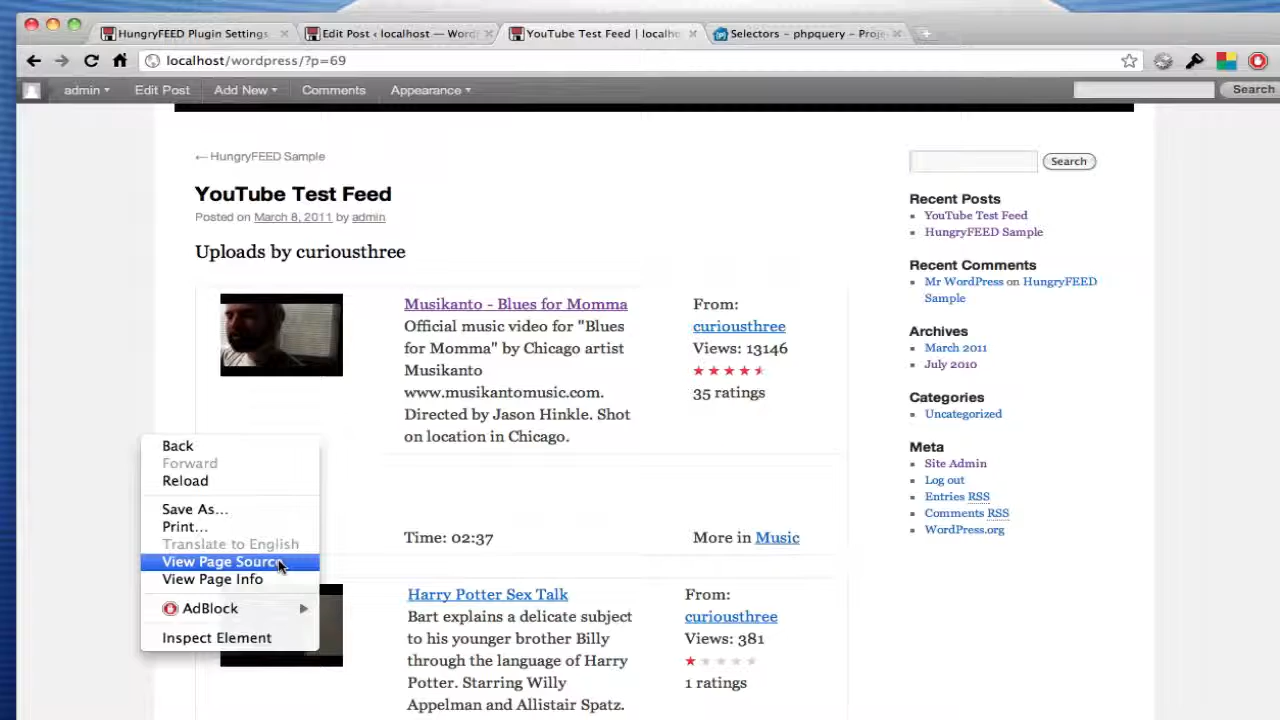 HungryFEED Plugin Settings
Edit Post ‹ localhost — Word
YouTube Test Feed | localho
Selectors - phpquery - Proje
localhost/wordpress/?p=69
admin
Edit Post
Add New
Comments
Appearance
Search
← HungryFEED Sample
YouTube Test Feed
Posted on March 8, 2011 by admin
Uploads by curiousthree
Musikanto - Blues for Momma
Official music video for "Blues
for Momma" by Chicago artist
Musikanto
www.musikantomusic.com.
Directed by Jason Hinkle. Shot
on location in Chicago.
From:
curiousthree
Views: 13146
35 ratings
Time: 02:37
More in Music
Harry Potter Sex Talk
Bart explains a delicate subject
to his younger brother Billy
through the language of Harry
Potter. Starring Willy
Appelman and Allistair Spatz.
From:
curiousthree
Views: 381
1 ratings
Back
Forward
Reload
Save As...
Print...
Translate to English
View Page Source
View Page Info
AdBlock
Inspect Element
Search
Recent Posts
YouTube Test Feed
HungryFEED Sample
Recent Comments
Mr WordPress on HungryFEED
Sample
Archives
March 2011
July 2010
Categories
Uncategorized
Meta
Site Admin
Log out
Entries RSS
Comments RSS
WordPress.org